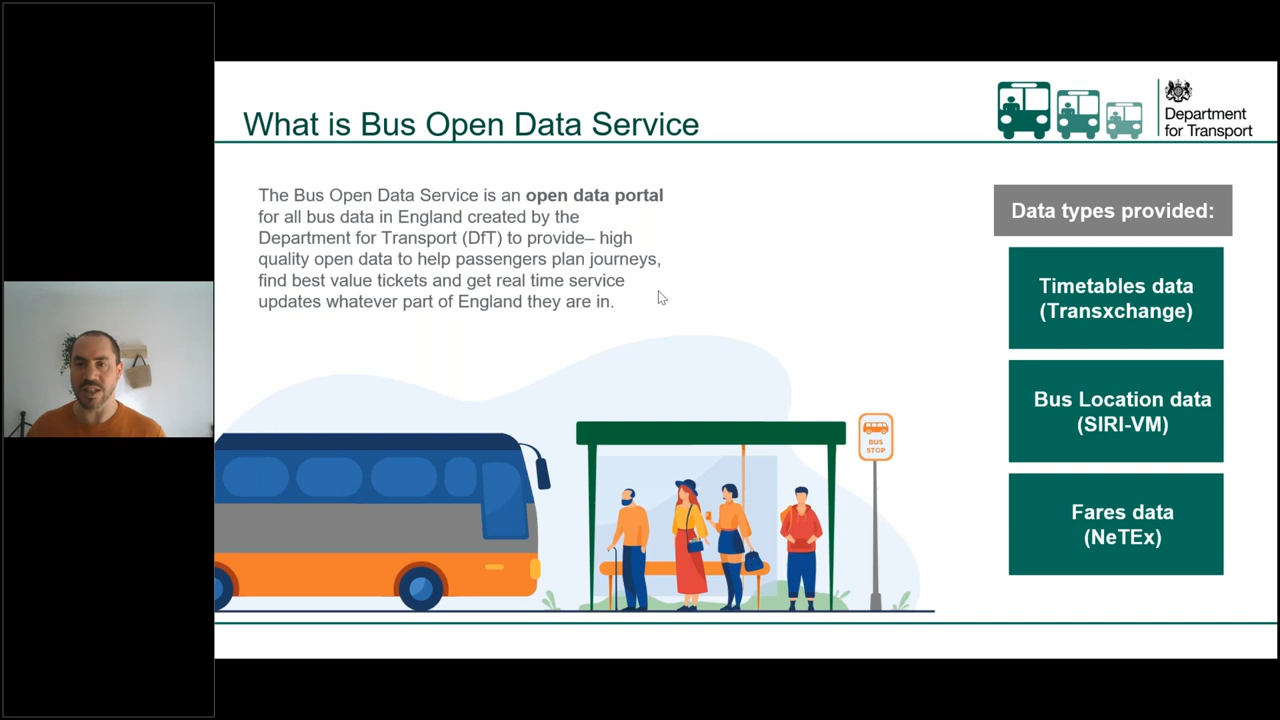 What is Bus Open Data Service
Department
for Transport
The Bus Open Data Service is an open data portal
for all bus data in England created by the
Department for Transport (DfT) to provide– high
quality open data to help passengers plan journeys,
find best value tickets and get real time service
updates whatever part of England they are in.
Data types provided:
Timetables data
(Transxchange)
Bus Location data
(SIRI-VM)
Fares data
(NeTEx)
BUS
STOP